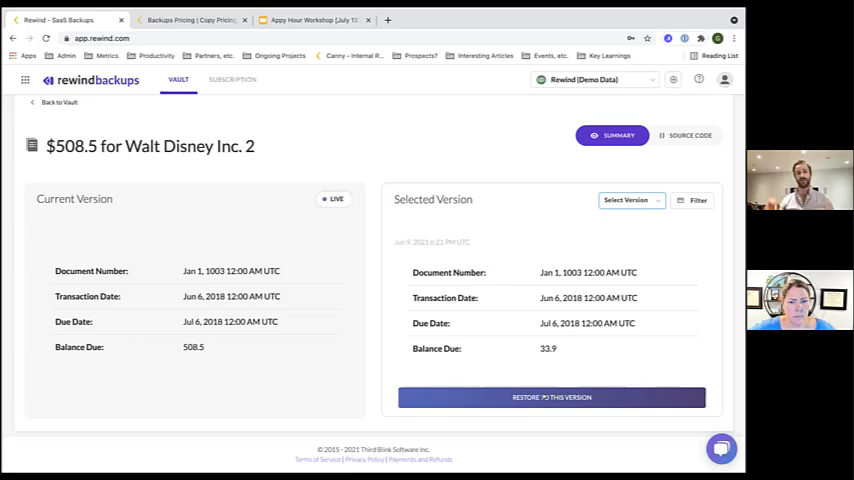 Rewind - SaaS Backups
Backups Pricing | Copy Pricing
Appy Hour Workshop [July 13
app.rewind.com
Apps
Admin
Metrics
Productivity
Partners, etc.
Ongoing Projects
Canny - Internal R...
Prospects?
Interesting Articles
Events, etc.
Key Learnings
Reading List
rewindbackups
VAULT
SUBSCRIPTION
Rewind (Demo Data)
Back to Vault
$508.5 for Walt Disney Inc. 2
SUMMARY
SOURCE CODE
Current Version
LIVE
Document Number: Jan 1, 1003 12:00 AM UTC
Transaction Date: Jun 6, 2018 12:00 AM UTC
Due Date: Jul 6, 2018 12:00 AM UTC
Balance Due: 508.5
Selected Version
Select Version
Filter
Jun 9, 2021 6:21 PM UTC
Document Number: Jan 1, 1003 12:00 AM UTC
Transaction Date: Jun 6, 2018 12:00 AM UTC
Due Date: Jul 6, 2018 12:00 AM UTC
Balance Due: 33.9
RESTORE TO THIS VERSION
© 2015 - 2021 Third Blink Software Inc.
Terms of Service | Privacy Policy | Payments and Refunds